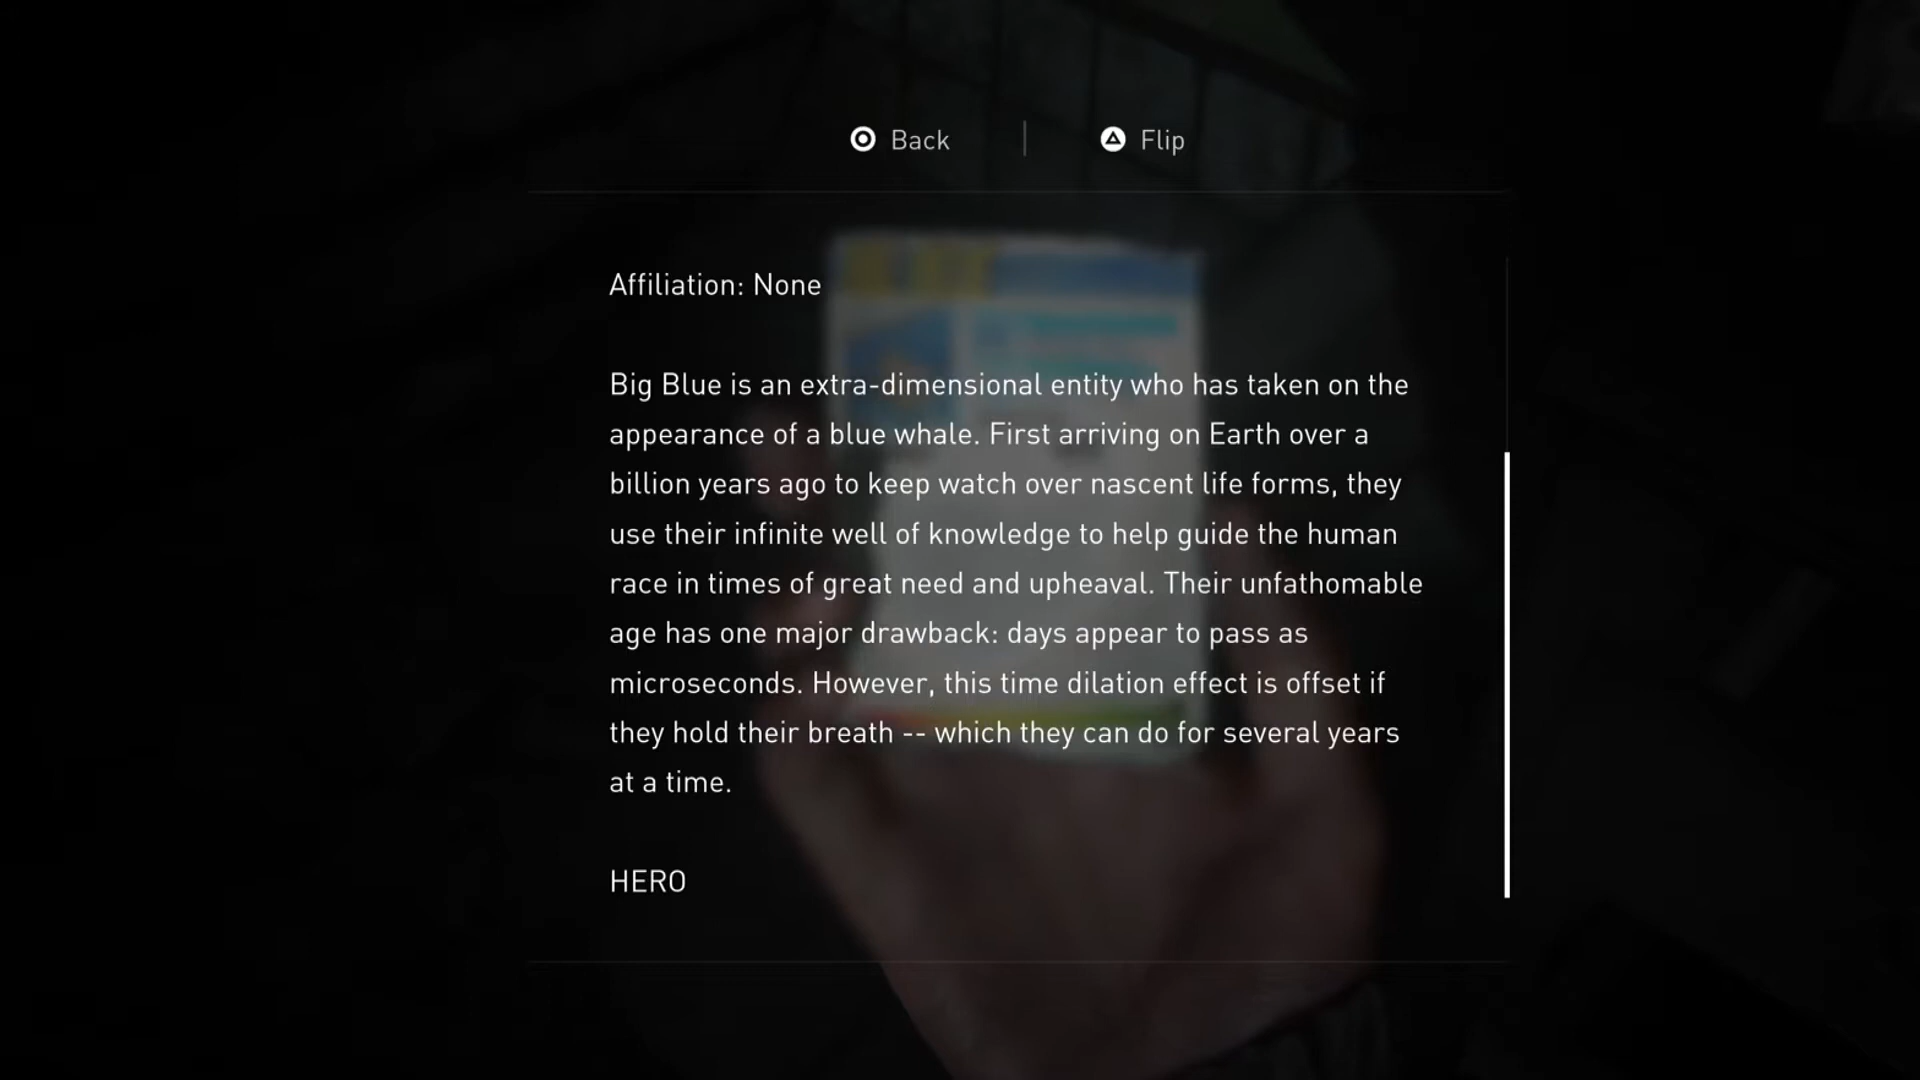 Back | Flip
Affiliation: None
Big Blue is an extra-dimensional entity who has taken on the
appearance of a blue whale. First arriving on Earth over a
billion years ago to keep watch over nascent life forms, they
use their infinite well of knowledge to help guide the human
race in times of great need and upheaval. Their unfathomable
age has one major drawback: days appear to pass as
microseconds. However, this time dilation effect is offset if
they hold their breath -- which they can do for several years
at a time.
HERO